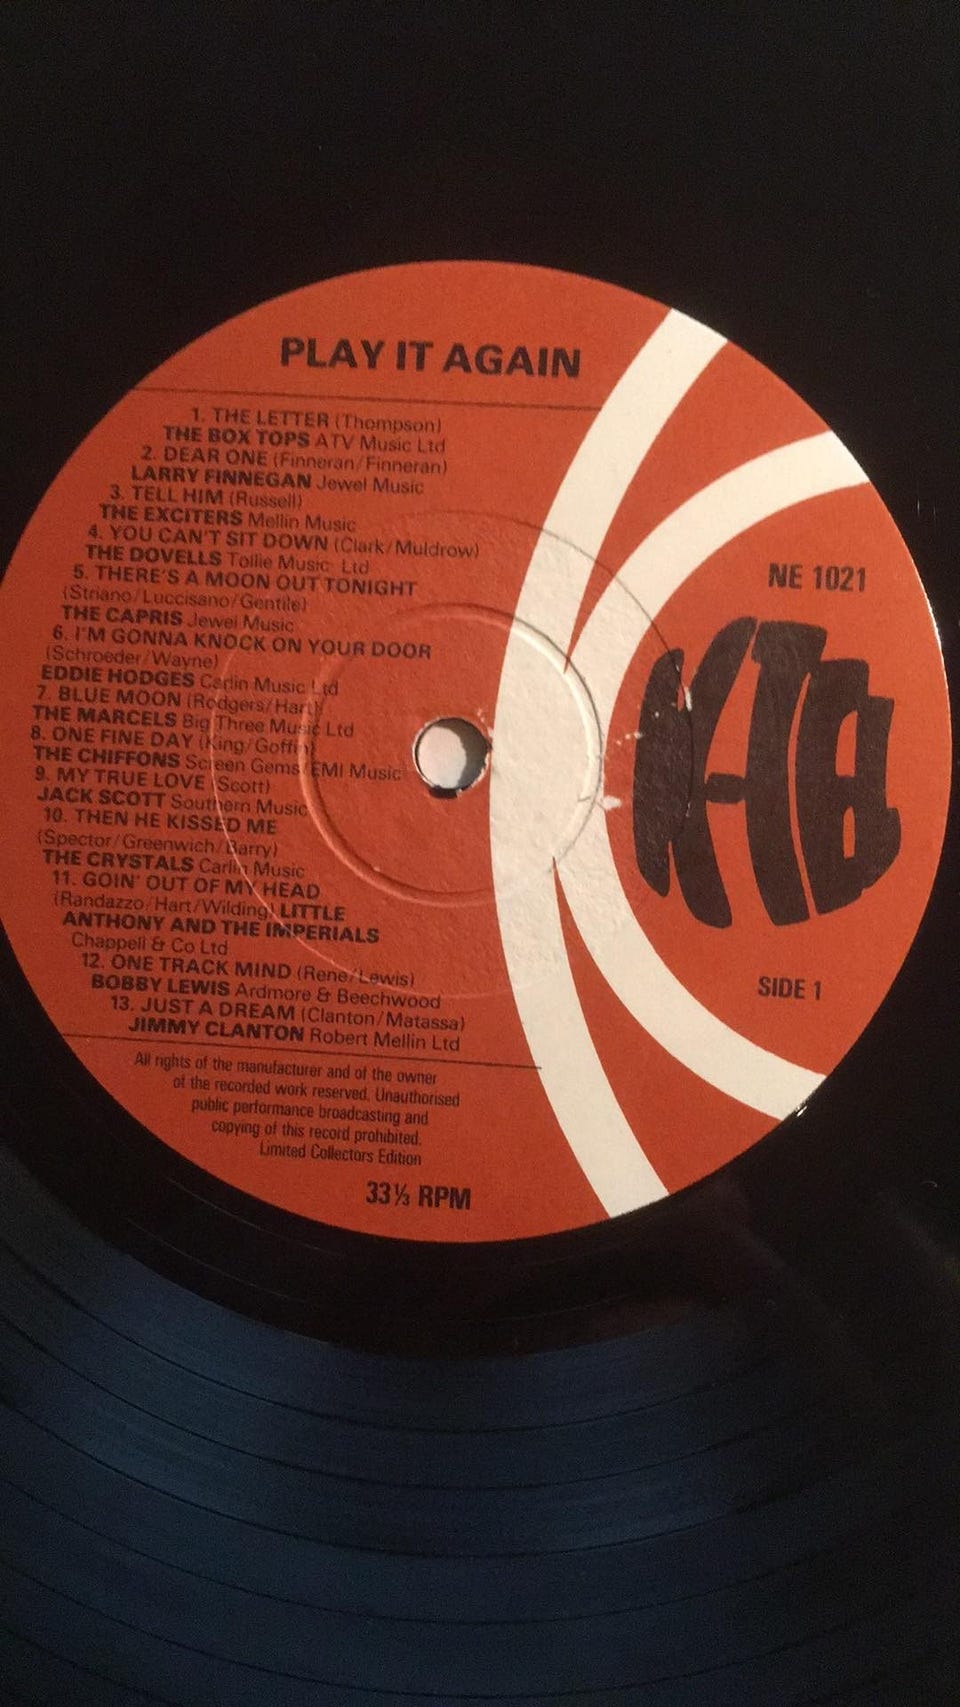 PLAY IT AGAIN
1. THE LETTER (Thompson)
THE BOX TOPS ATV Music Ltd
2. DEAR ONE (Finneran/Finneran)
LARRY FINNEGAN Jewel Music
3. TELL HIM (Russell)
THE EXCITERS Mellin Music
4. YOU CAN'T SIT DOWN (Clark/Muldrow)
THE DOVELLS Tollie Music Ltd
5. THERE'S A MOON OUT TONIGHT
(Striano/Luccisano/Gentile)
THE CAPRIS Jewel Music
6. I'M GONNA KNOCK ON YOUR DOOR
(Schroeder/Wayne)
EDDIE HODGES Carlin Music Ltd
7. BLUE MOON (Rodgers/Hart)
THE MARCELS Big Three Music Ltd
8. ONE FINE DAY (King/Goffin)
THE CHIFFONS Screen Gems/EMI Music
9. MY TRUE LOVE (Scott)
JACK SCOTT Southern Music
10. THEN HE KISSED ME
(Spector/Greenwich/Barry)
THE CRYSTALS Carlin Music
11. GOIN' OUT OF MY HEAD
(Randazzo/Hart/Wilding) LITTLE
ANTHONY AND THE IMPERIALS
Chappell & Co Ltd
12. ONE TRACK MIND (Rene/Lewis)
BOBBY LEWIS Ardmore & Beechwood
13. JUST A DREAM (Clanton/Matassa)
JIMMY CLANTON Robert Mellin Ltd
All rights of the manufacturer and of the owner
of the recorded work reserved. Unauthorised
public performance broadcasting and
copying of this record prohibited.
Limited Collectors Edition
33⅓ RPM
NE 1021
SIDE 1